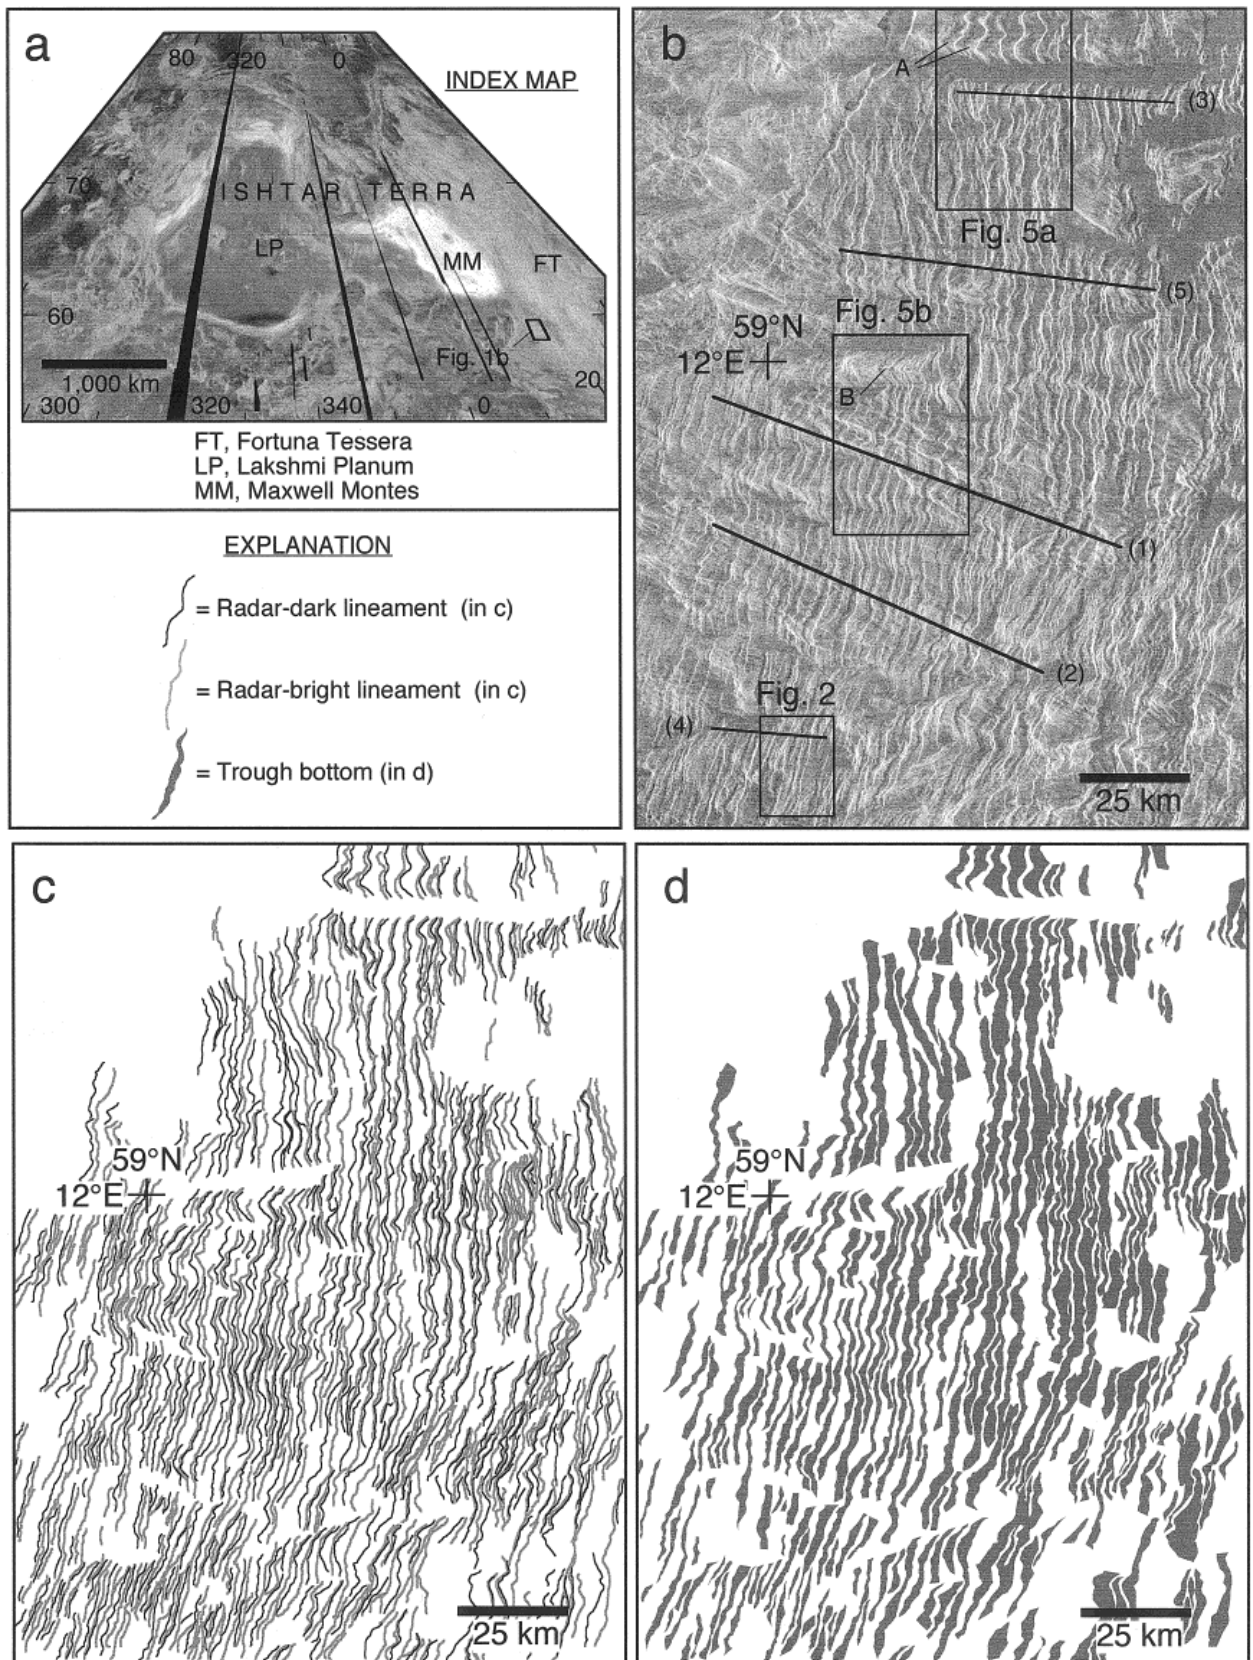 a
80
320
0
INDEX MAP
70
ISHTAR TERRA
LP
MM
FT
60
Fig. 1b
1,000 km
20
300
320
340
0
FT, Fortuna Tessera
LP, Lakshmi Planum
MM, Maxwell Montes
EXPLANATION
= Radar-dark lineament (in c)
= Radar-bright lineament (in c)
= Trough bottom (in d)
b
A
(3)
Fig. 5a
(5)
Fig. 5b
59°N
12°E
B
(1)
(2)
Fig. 2
(4)
25 km
c
59°N
12°E
25 km
d
59°N
12°E
25 km